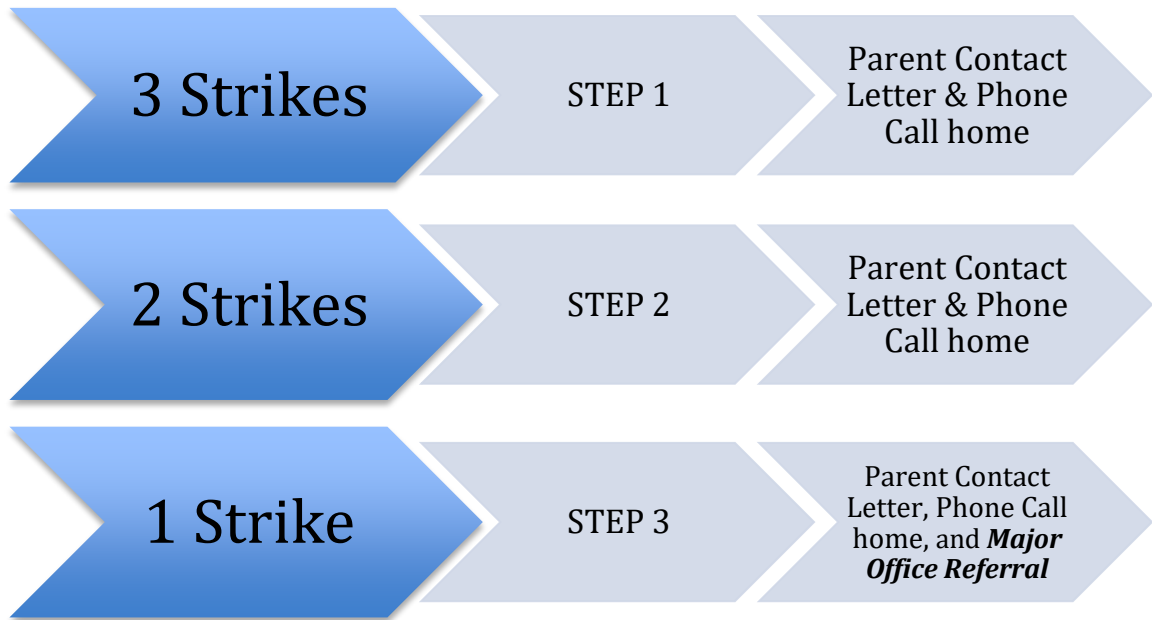 3 Strikes
STEP 1
Parent Contact
Letter & Phone
Call home
2 Strikes
STEP 2
Parent Contact
Letter & Phone
Call home
1 Strike
STEP 3
Parent Contact
Letter, Phone Call
home, and Major
Office Referral